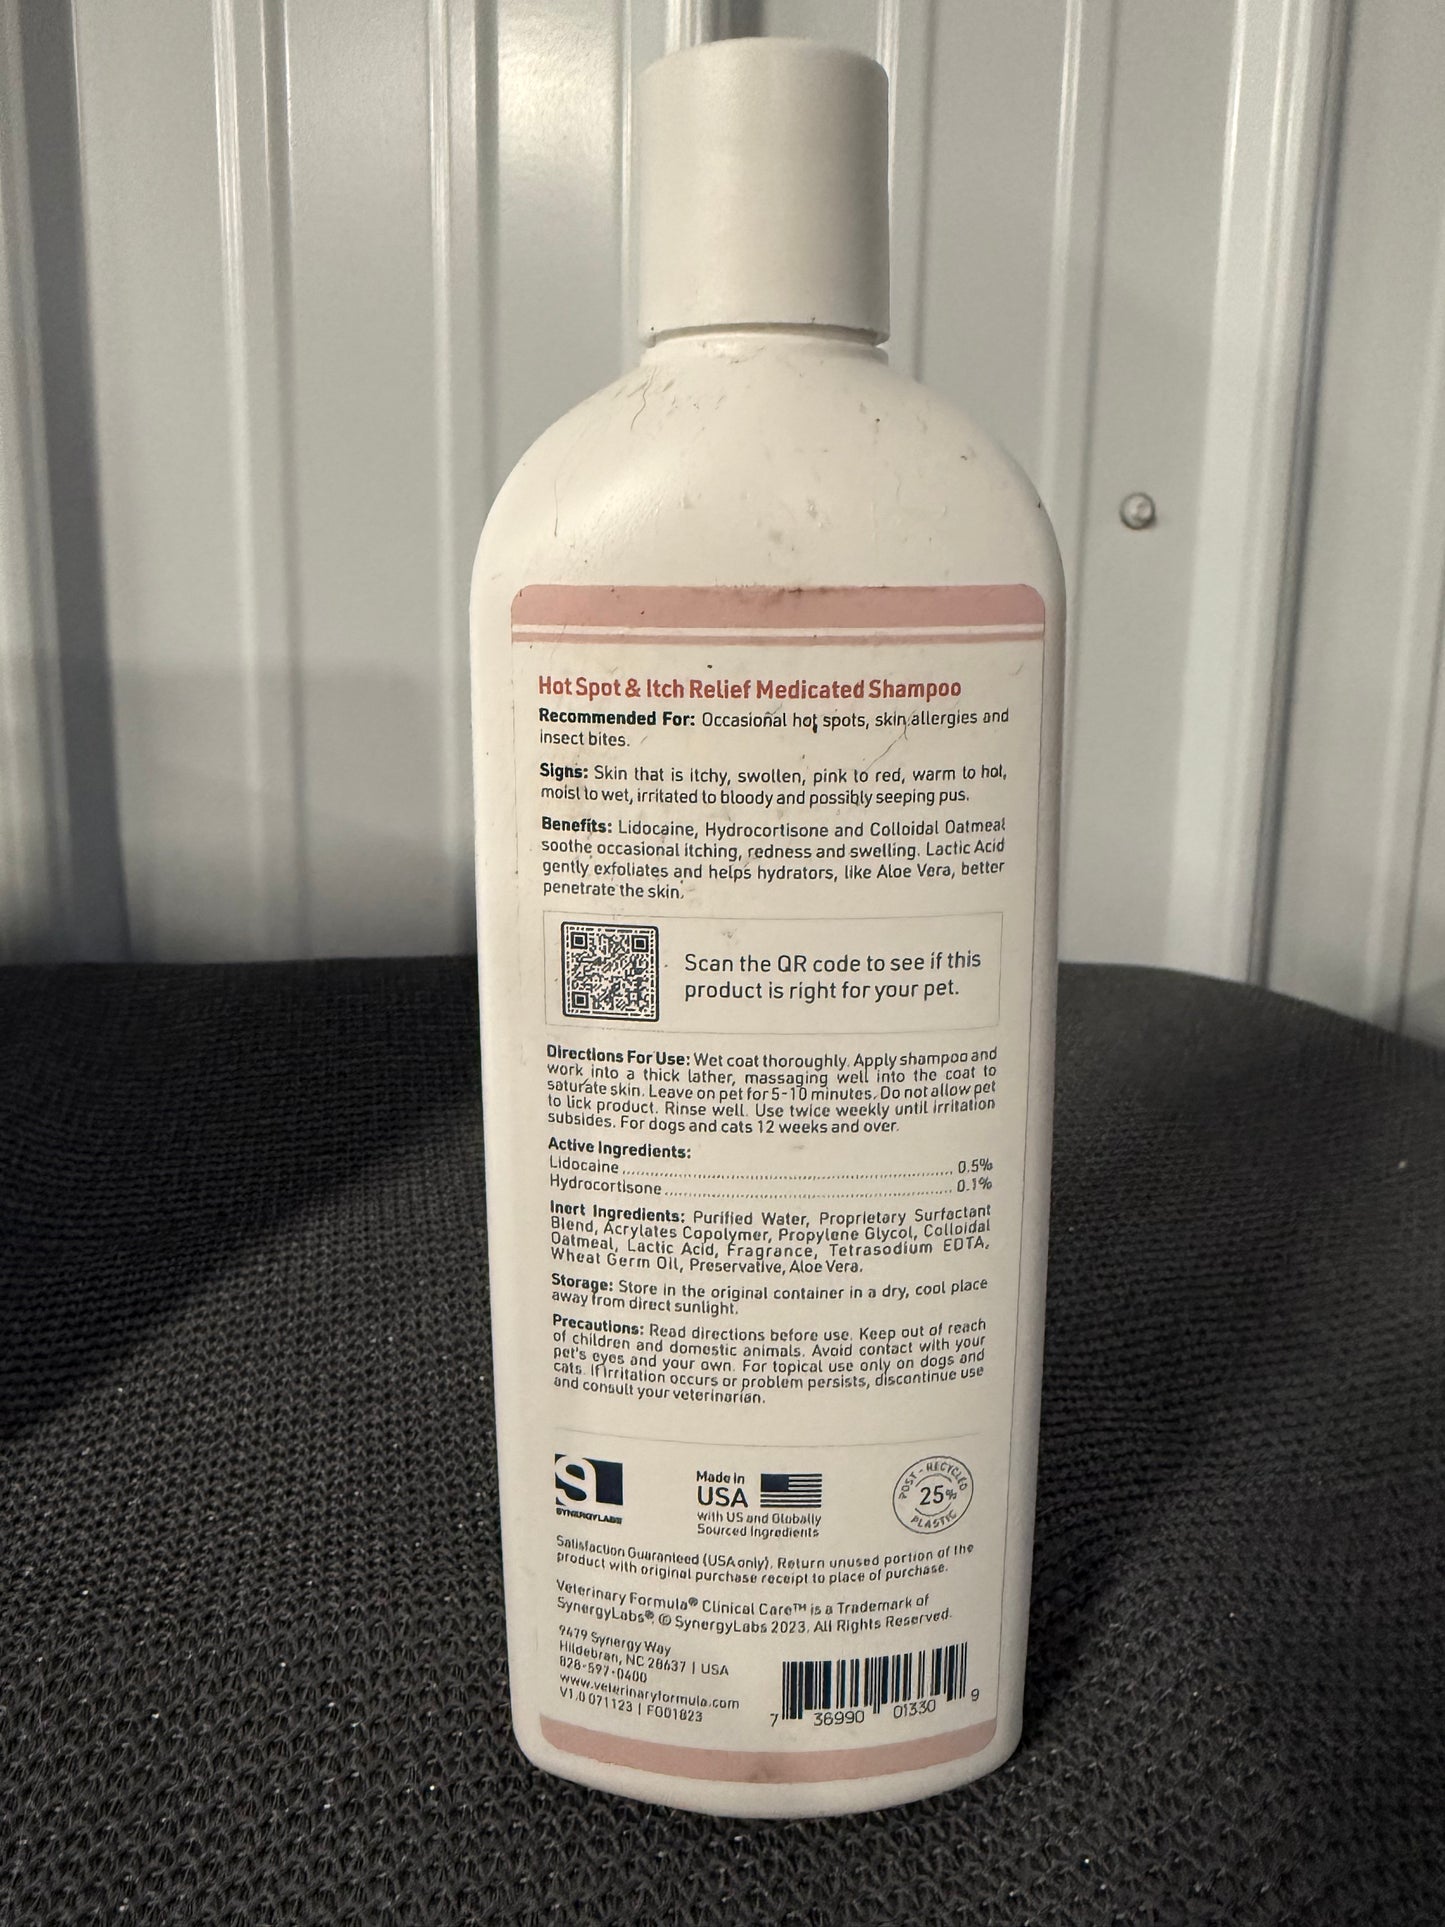 Hot Spot & Itch Relief Medicated Shampoo
Recommended For: Occasional hot spots, skin allergies and
insect bites.
Signs: Skin that is itchy, swollen, pink to red, warm to hot,
moist to wet, irritated to bloody and possibly seeping pus.
Benefits: Lidocaine, Hydrocortisone and Colloidal Oatmeal
soothe occasional itching, redness and swelling. Lactic Acid
gently exfoliates and helps hydrators, like Aloe Vera, better
penetrate the skin.
Scan the QR code to see if this
product is right for your pet.
Directions For Use: Wet coat thoroughly. Apply shampoo and
work into a thick lather, massaging well into the coat to
saturate skin. Leave on pet for 5-10 minutes. Do not allow pet
to lick product. Rinse well. Use twice weekly until irritation
subsides. For dogs and cats 12 weeks and over.
Active Ingredients:
Lidocaine 0.5%
Hydrocortisone 0.1%
Inert Ingredients: Purified Water, Proprietary Surfactant
Blend, Acrylates Copolymer, Propylene Glycol, Colloidal
Oatmeal, Lactic Acid, Fragrance, Tetrasodium EDTA,
Wheat Germ Oil, Preservative, Aloe Vera.
Storage: Store in the original container in a dry, cool place
away from direct sunlight.
Precautions: Read directions before use. Keep out of reach
of children and domestic animals. Avoid contact with your
pet's eyes and your own. For topical use only on dogs and
cats. If irritation occurs or problem persists, discontinue use
and consult your veterinarian.
SYNERGYLABS
Made in
USA
with US and Globally
Sourced Ingredients
POST-RECYCLED
25%
PLASTIC
Satisfaction Guaranteed (USA only). Return unused portion of the
product with original purchase receipt to place of purchase.
Veterinary Formula® Clinical Care™ is a Trademark of
SynergyLabs®. © SynergyLabs 2023. All Rights Reserved.
9479 Synergy Way
Hildebran, NC 28637 | USA
828-597-0400
www.veterinaryformula.com
V1.0 071123 | F001823
7 36990 01330 9